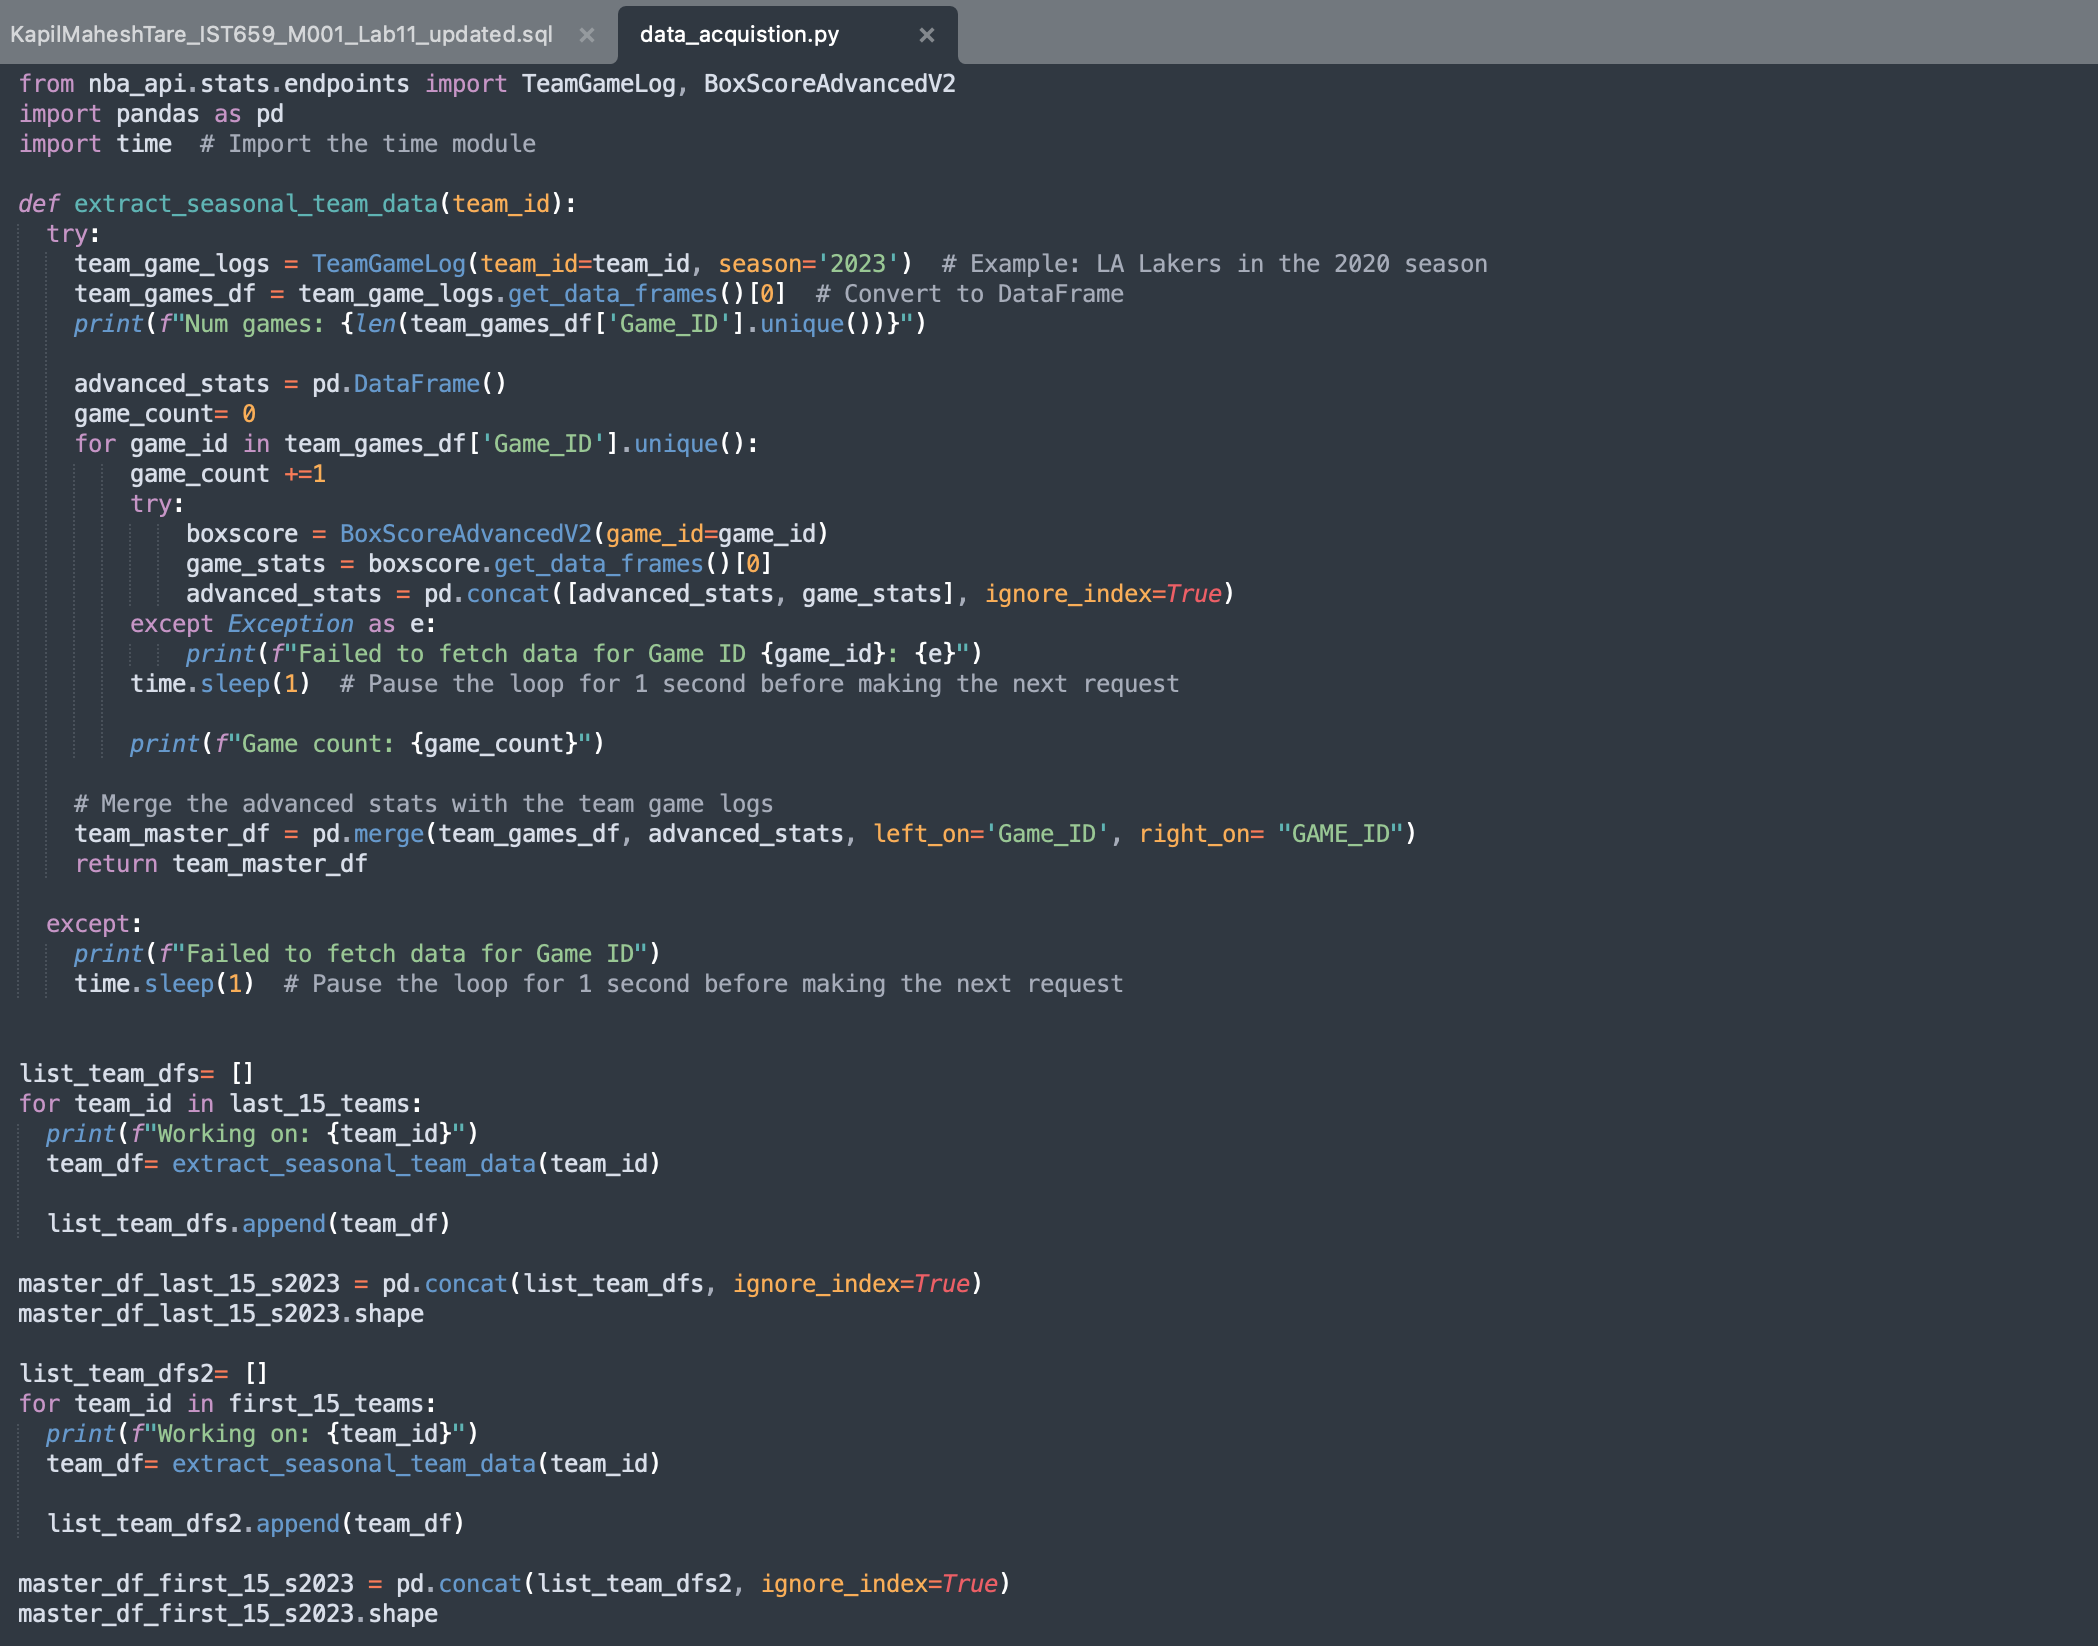 KapilMaheshTare_IST659_M001_Lab11_updated.sql × data_acquistion.py ×
from nba_api.stats.endpoints import TeamGameLog, BoxScoreAdvancedV2
import pandas as pd
import time  # Import the time module
def extract_seasonal_team_data(team_id):
  try:
    team_game_logs = TeamGameLog(team_id=team_id, season='2023')  # Example: LA Lakers in the 2020 season
    team_games_df = team_game_logs.get_data_frames()[0]  # Convert to DataFrame
    print(f"Num games: {len(team_games_df['Game_ID'].unique())}")
    advanced_stats = pd.DataFrame()
    game_count= 0
    for game_id in team_games_df['Game_ID'].unique():
        game_count +=1
        try:
            boxscore = BoxScoreAdvancedV2(game_id=game_id)
            game_stats = boxscore.get_data_frames()[0]
            advanced_stats = pd.concat([advanced_stats, game_stats], ignore_index=True)
        except Exception as e:
            print(f"Failed to fetch data for Game ID {game_id}: {e}")
        time.sleep(1)  # Pause the loop for 1 second before making the next request
        print(f"Game count: {game_count}")
    # Merge the advanced stats with the team game logs
    team_master_df = pd.merge(team_games_df, advanced_stats, left_on='Game_ID', right_on= "GAME_ID")
    return team_master_df
  except:
    print(f"Failed to fetch data for Game ID")
    time.sleep(1)  # Pause the loop for 1 second before making the next request
list_team_dfs= []
for team_id in last_15_teams:
  print(f"Working on: {team_id}")
  team_df= extract_seasonal_team_data(team_id)
  list_team_dfs.append(team_df)
master_df_last_15_s2023 = pd.concat(list_team_dfs, ignore_index=True)
master_df_last_15_s2023.shape
list_team_dfs2= []
for team_id in first_15_teams:
  print(f"Working on: {team_id}")
  team_df= extract_seasonal_team_data(team_id)
  list_team_dfs2.append(team_df)
master_df_first_15_s2023 = pd.concat(list_team_dfs2, ignore_index=True)
master_df_first_15_s2023.shape